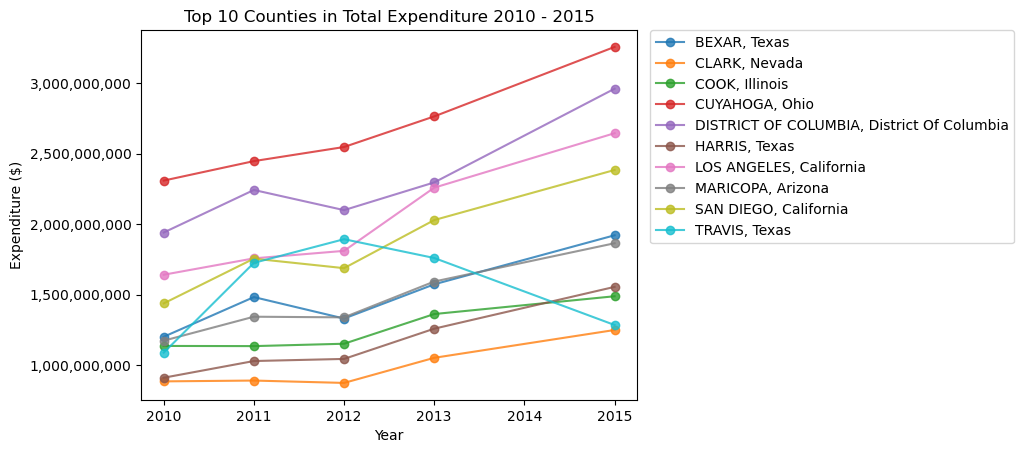 Top 10 Counties in Total Expenditure 2010 - 2015
Expenditure ($)
3,000,000,000
2,500,000,000
2,000,000,000
1,500,000,000
1,000,000,000
2010
2011
2012
2013
2014
2015
Year
BEXAR, Texas
CLARK, Nevada
COOK, Illinois
CUYAHOGA, Ohio
DISTRICT OF COLUMBIA, District Of Columbia
HARRIS, Texas
LOS ANGELES, California
MARICOPA, Arizona
SAN DIEGO, California
TRAVIS, Texas